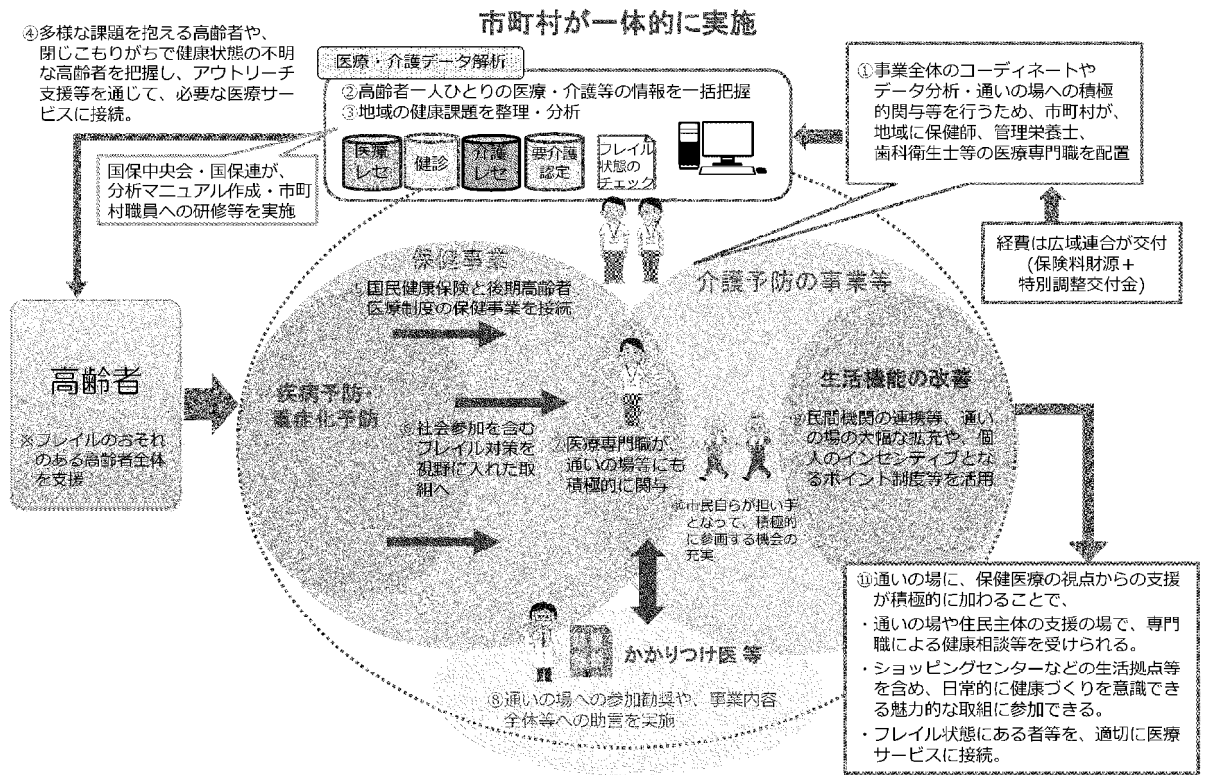 市町村が一体的に実施
④多様な課題を抱える高齢者や、
閉じこもりがちで健康状態の不明
な高齢者を把握し、アウトリーチ
支援等を通じて、必要な医療サー
ビスに接続。
医療・介護データ解析
②高齢者一人ひとりの医療・介護等の情報を一括把握
③地域の健康課題を整理・分析
医療
レセ
健診
介護
レセ
要介護
認定
フレイル
状態の
チェック
①事業全体のコーディネートや
データ分析・通いの場への積極
的関与等を行うため、市町村が、
地域に保健師、管理栄養士、
歯科衛生士等の医療専門職を配置
国保中央会・国保連が、
分析マニュアル作成・市町
村職員への研修等を実施
経費は広域連合が交付
(保険料財源＋
特別調整交付金)
保健事業
⑤国民健康保険と後期高齢者
医療制度の保健事業を接続
介護予防の事業等
高齢者
※フレイルのおそれ
のある高齢者全体
を支援
疾病予防・
重症化予防
⑥社会参加を含む
フレイル対策を
視野に入れた取
組へ
⑦医療専門職が
通いの場等にも
積極的に関与
生活機能の改善
⑨民間機関の連携等、通い
の場の大幅な拡充や、個
人のインセンティブとな
るポイント制度等を活用
⑩市民自らが担い手
となって、積極的
に参画する機会の
充実
かかりつけ医 等
⑧通いの場への参加勧奨や、事業内容
全体等への助言を実施
⑪通いの場に、保健医療の視点からの支援
が積極的に加わることで、
・通いの場や住民主体の支援の場で、専門
職による健康相談等を受けられる。
・ショッピングセンターなどの生活拠点等
を含め、日常的に健康づくりを意識でき
る魅力的な取組に参加できる。
・フレイル状態にある者等を、適切に医療
サービスに接続。